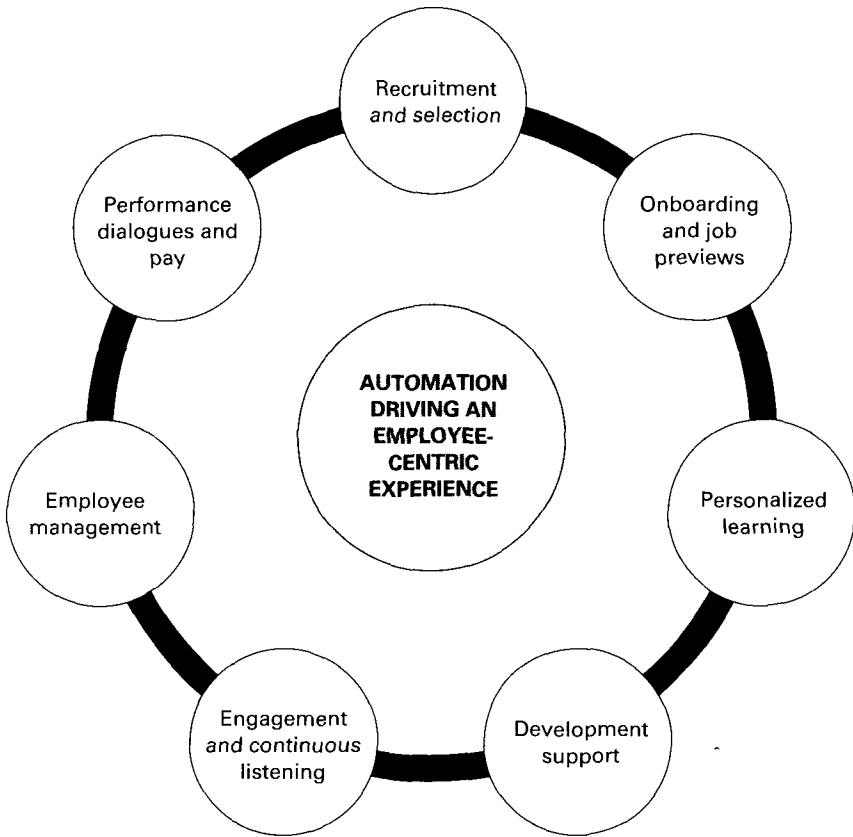 Recruitment
and selection
Onboarding
and job
previews
Personalized
learning
Development
support
Engagement
and continuous
listening
Employee
management
Performance
dialogues and
pay
AUTOMATION
DRIVING AN
EMPLOYEE-
CENTRIC
EXPERIENCE